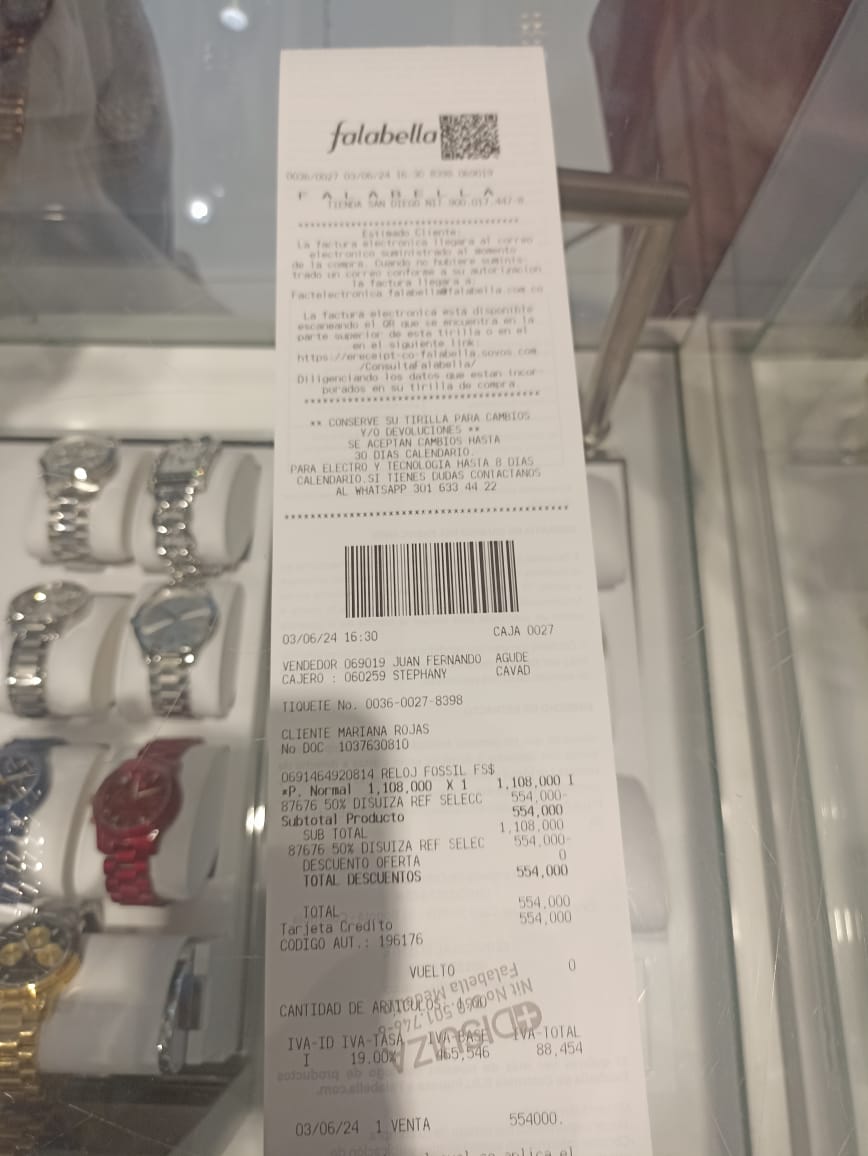 falabella
0036/0027 03/06/24 16:30 8398 069019
F A L A B E L L A
TIENDA SAN DIEGO NIT 900.017.447-8
****************************************
Estimado Cliente:
La factura electronica llegara al correo
electronico suministrado al momento
de la compra. Cuando no hubiere suminis-
trado un correo conforme a su autorizacion
la factura llegara a:
Factelectronica falabella@falabella.com.co
La factura electronica está disponible
escaneando el QR que se encuentra en la
parte superior de esta tirilla o en el
en el siguiente link:
https://ereceipt-co-falabella.sovos.com
/ConsultaFalabella/
Diligenciando los datos que estan incor-
porados en su tirilla de compra.
****************************************
** CONSERVE SU TIRILLA PARA CAMBIOS
Y/O DEVOLUCIONES **
SE ACEPTAN CAMBIOS HASTA
30 DIAS CALENDARIO.
PARA ELECTRO Y TECNOLOGIA HASTA 8 DIAS
CALENDARIO.SI TIENES DUDAS CONTACTANOS
AL WHATSAPP 301 633 44 22
****************************************
03/06/24 16:30 CAJA 0027
VENDEDOR 069019 JUAN FERNANDO AGUDE
CAJERO : 060259 STEPHANY CAVAD
TIQUETE No. 0036-0027-8398
CLIENTE MARIANA ROJAS
No DOC 1037630810
0691464920814 RELOJ FOSSIL FS$
*P. Normal 1,108,000 X 1 1,108,000 I
87676 50% DISUIZA REF SELECC 554,000-
Subtotal Producto 554,000
SUB TOTAL 1,108,000
87676 50% DISUIZA REF SELEC 554,000-
DESCUENTO OFERTA 0
TOTAL DESCUENTOS 554,000
TOTAL 554,000
Tarjeta Credito 554,000
CODIGO AUT.: 196176
VUELTO 0
CANTIDAD DE ARTICULOS:
DISUIZA
Falabella
IVA-ID IVA-TASA IVA-BASE IVA-TOTAL
I 19.00% 465,546 88,454
03/06/24 1 VENTA 554000.